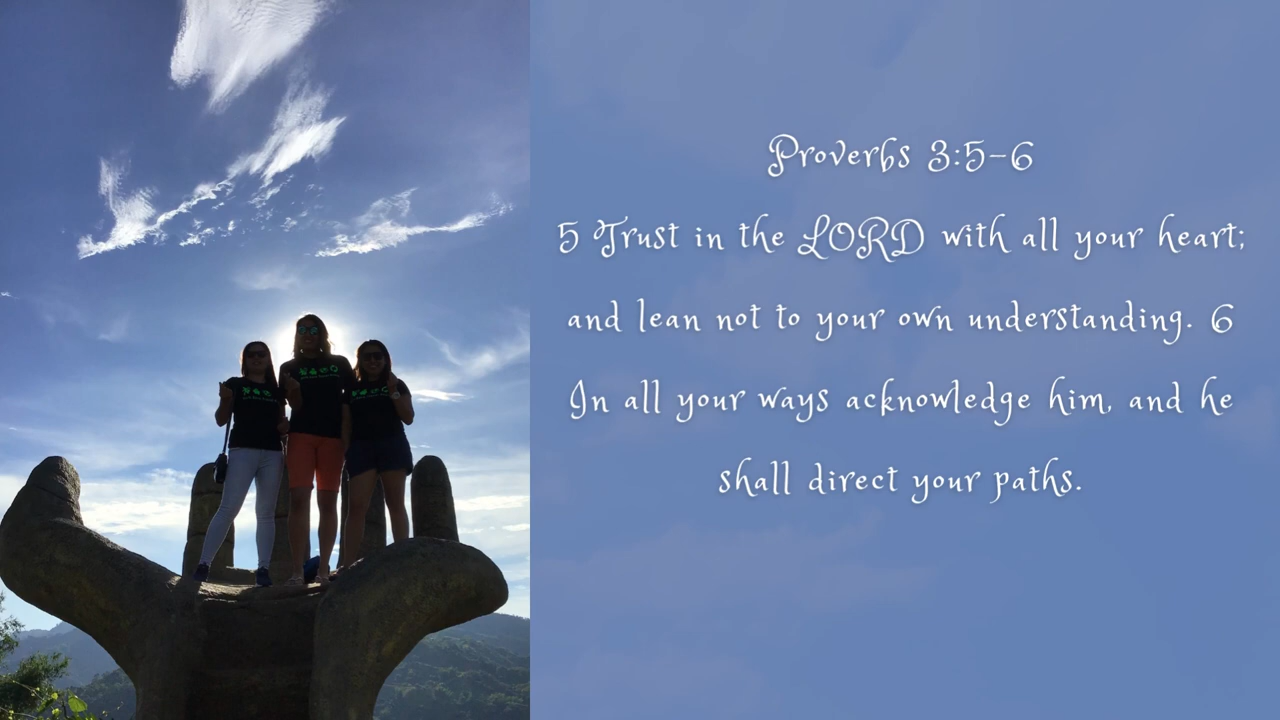 Proverbs 3:5-6
5 Trust in the LORD with all your heart;
and lean not to your own understanding. 6
In all your ways acknowledge him, and he
shall direct your paths.